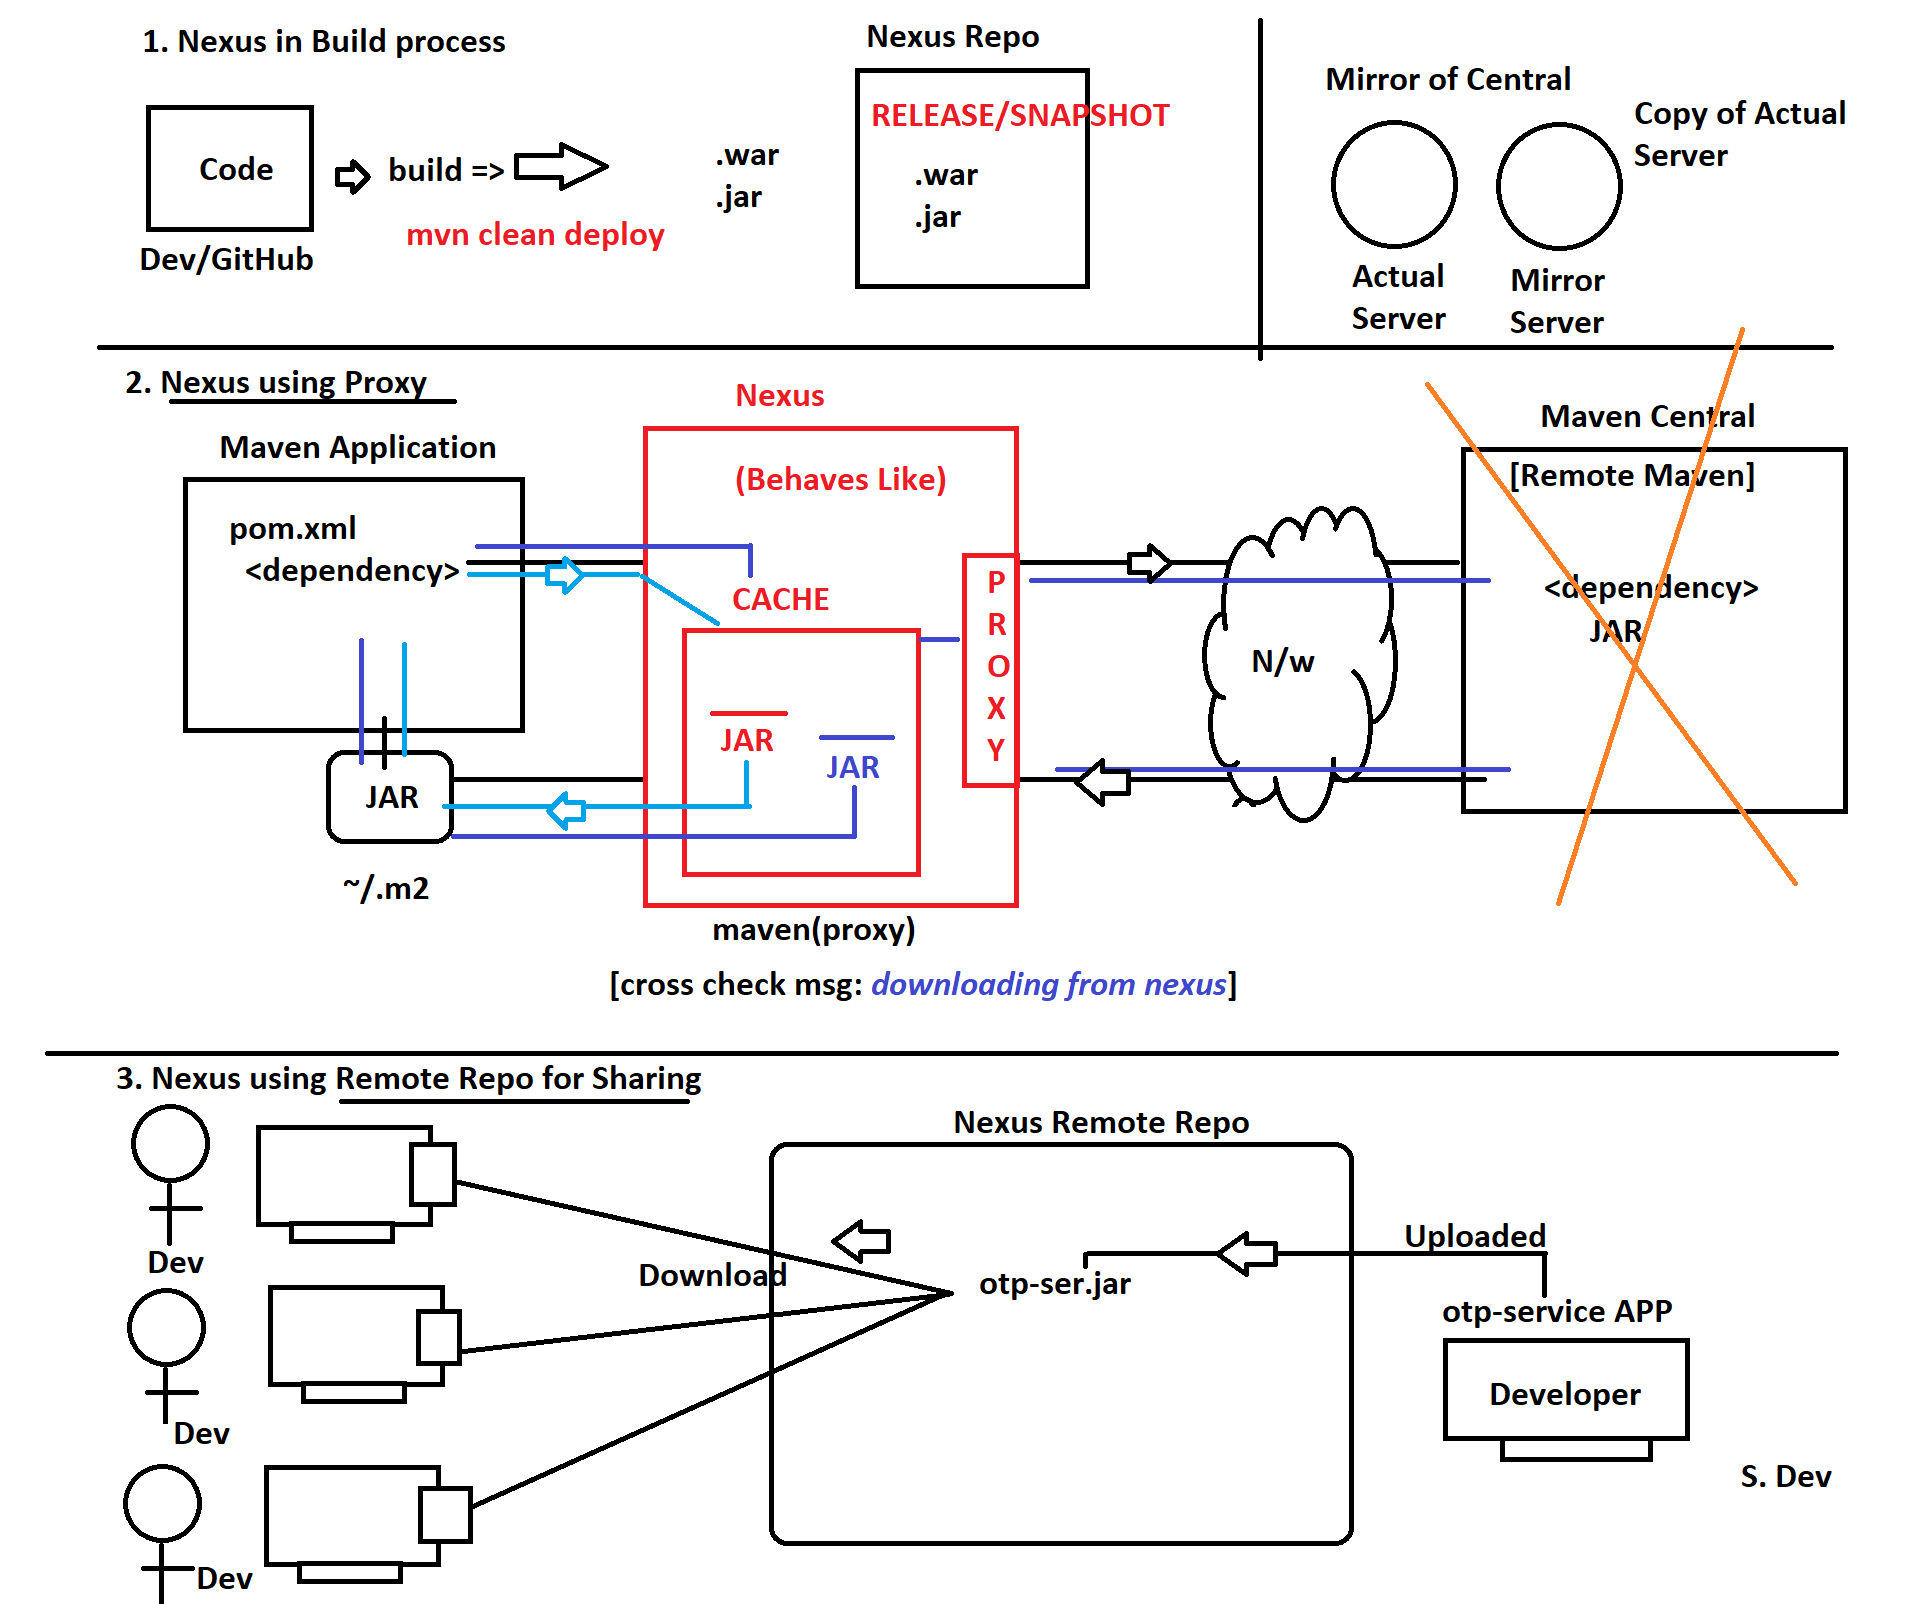 1. Nexus in Build process
Code
Dev/GitHub
build =>
mvn clean deploy
.war
.jar
Nexus Repo
RELEASE/SNAPSHOT
.war
.jar
Mirror of Central
Copy of Actual
Server
Actual
Server
Mirror
Server
2. Nexus using Proxy
Maven Application
pom.xml
<dependency>
JAR
~/.m2
Nexus
(Behaves Like)
CACHE
JAR
JAR
P
R
O
X
Y
maven(proxy)
[cross check msg: downloading from nexus]
N/w
Maven Central
[Remote Maven]
<dependency>
JAR
3. Nexus using Remote Repo for Sharing
Dev
Dev
Dev
Download
Nexus Remote Repo
otp-ser.jar
Uploaded
otp-service APP
Developer
S. Dev